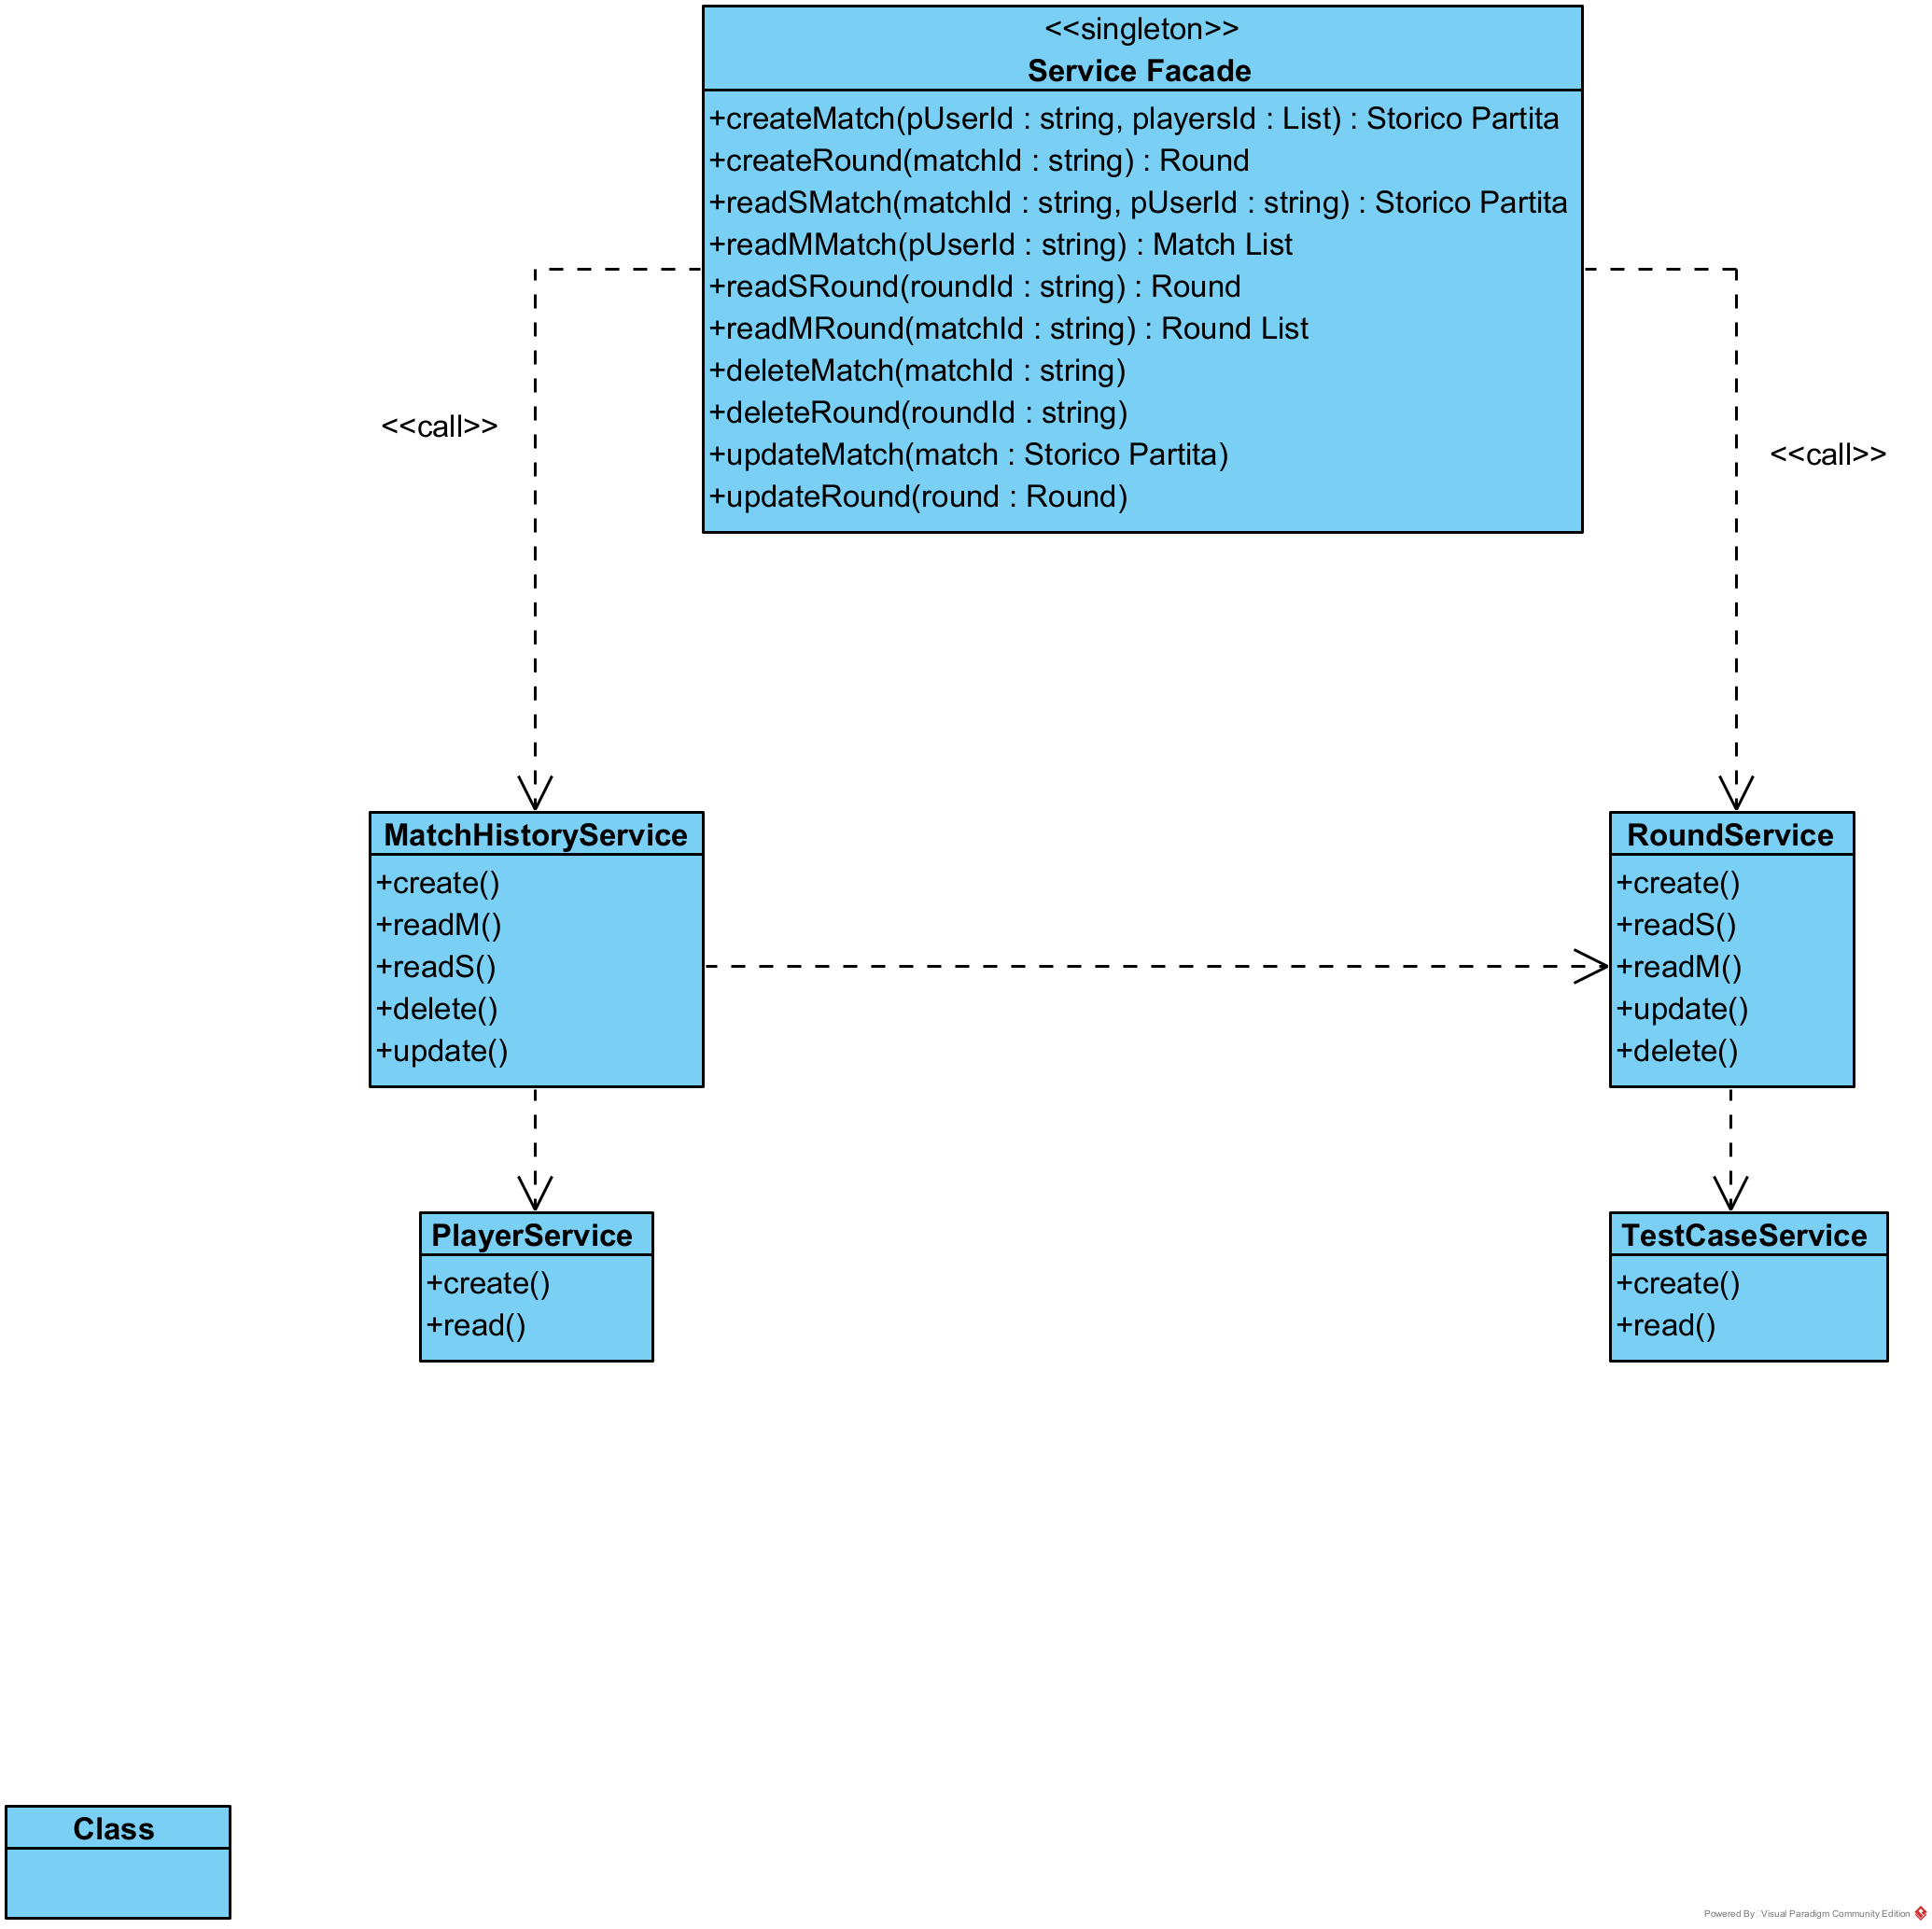 <<singleton>>
Service Facade
+createMatch(pUserId : string, playersId : List) : Storico Partita
+createRound(matchId : string) : Round
+readSMatch(matchId : string, pUserId : string) : Storico Partita
+readMMatch(pUserId : string) : Match List
+readSRound(roundId : string) : Round
+readMRound(matchId : string) : Round List
+deleteMatch(matchId : string)
+deleteRound(roundId : string)
+updateMatch(match : Storico Partita)
+updateRound(round : Round)
<<call>>
<<call>>
MatchHistoryService
+create()
+readM()
+readS()
+delete()
+update()
RoundService
+create()
+readS()
+readM()
+update()
+delete()
PlayerService
+create()
+read()
TestCaseService
+create()
+read()
Class
Powered By Visual Paradigm Community Edition